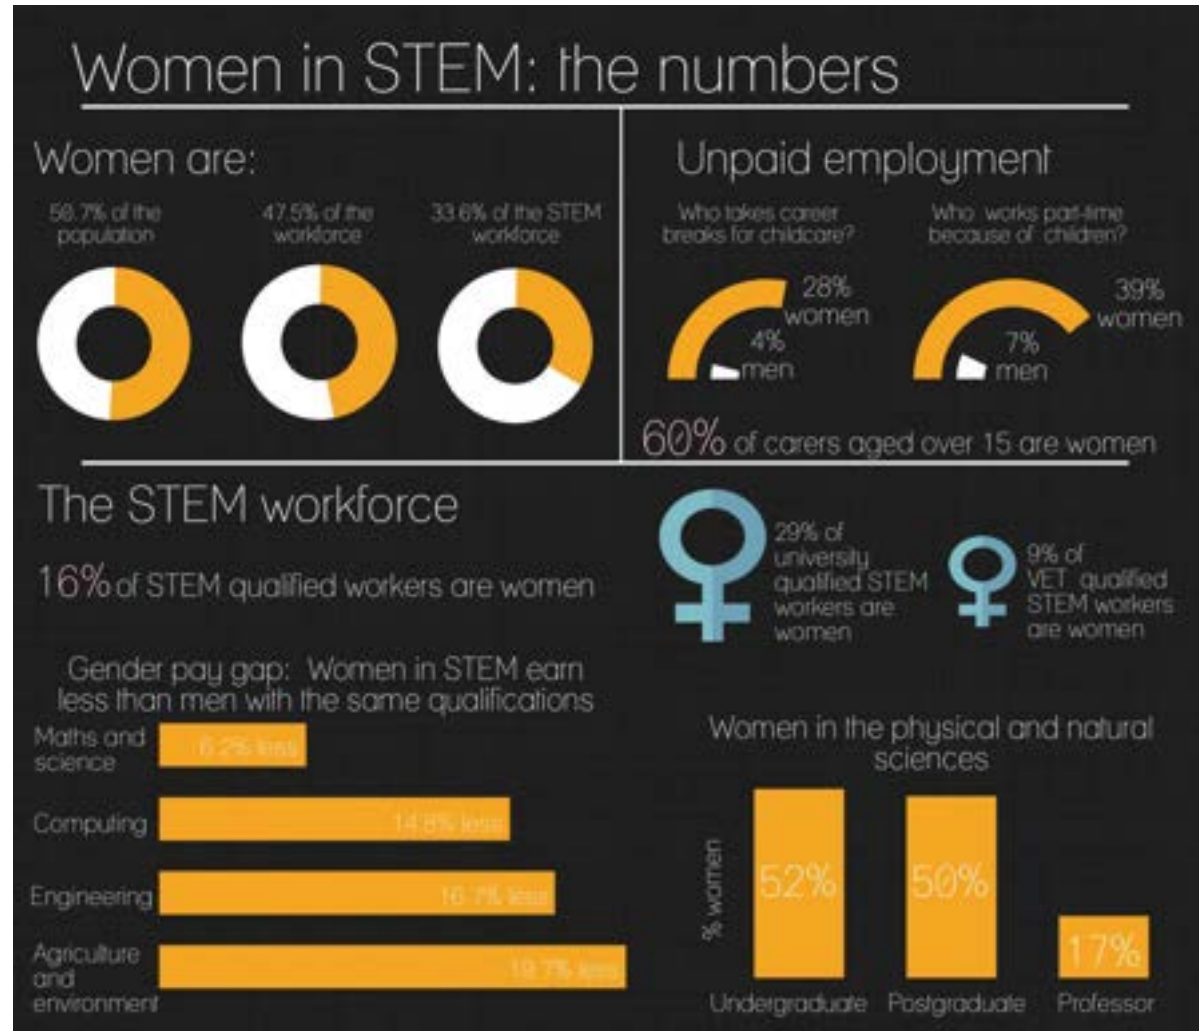 Women in STEM: the numbers
Women are:
50.7% of the
population
47.5% of the
workforce
33.6% of the STEM
workforce
Unpaid employment
Who takes career
breaks for childcare?
28%
women
4%
men
Who works part-time
because of children?
39%
women
7%
men
60% of carers aged over 15 are women
The STEM workforce
16% of STEM qualified workers are women
29% of
university
qualified STEM
workers are
women
9% of
VET qualified
STEM workers
are women
Gender pay gap: Women in STEM earn
less than men with the same qualifications
Maths and
science
6.2% less
Computing
14.8% less
Engineering
16.7% less
Agriculture
and
environment
19.7% less
Women in the physical and natural
sciences
% women
52%
50%
17%
Undergraduate Postgraduate Professor